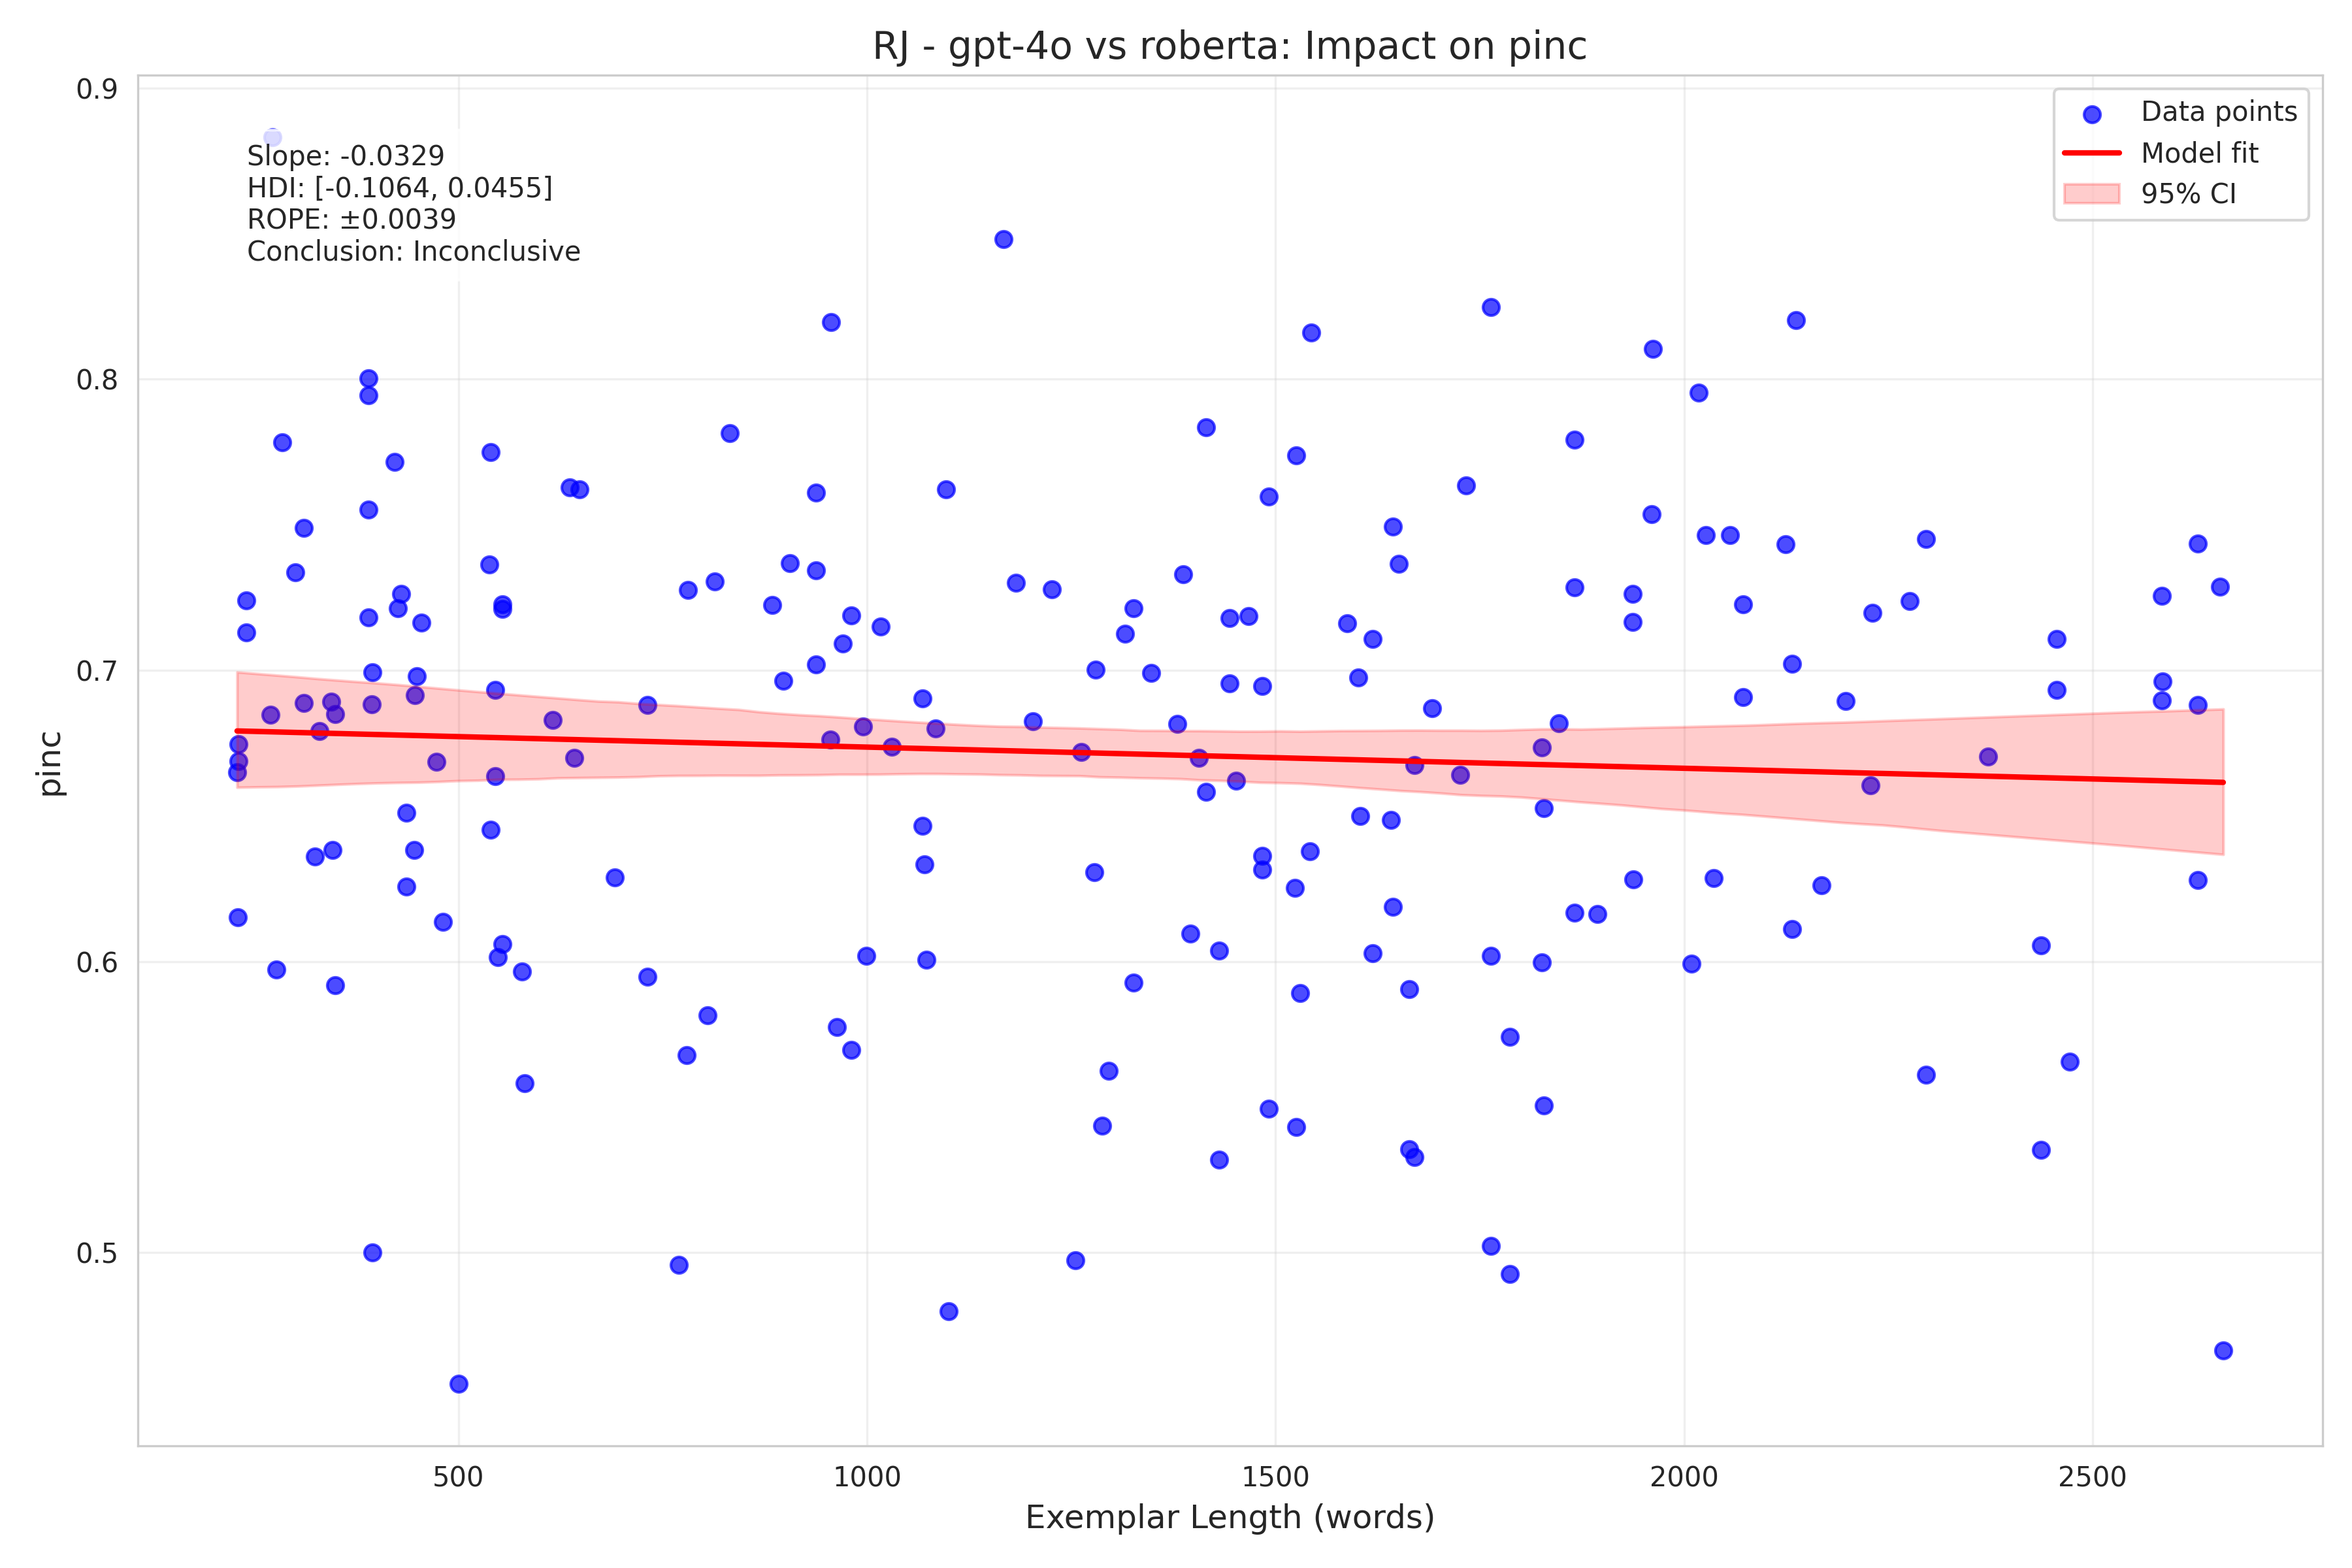 RJ - gpt-4o vs roberta: Impact on pinc
0.9
0.8
0.7
0.6
0.5
pinc
Slope: -0.0329
HDI: [-0.1064, 0.0455]
ROPE: ±0.0039
Conclusion: Inconclusive
Data points
Model fit
95% CI
500 1000 1500 2000 2500
Exemplar Length (words)